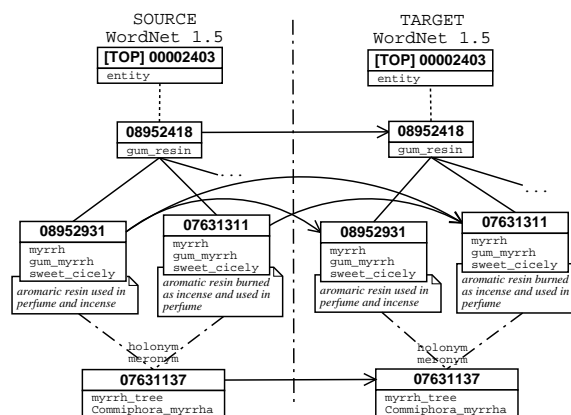 SOURCE
WordNet 1.5
[TOP] 00002403
entity
08952418
gum_resin
...
08952931
myrrh
gum_myrrh
sweet_cicely
aromaric resin used in
perfume and incense
07631311
myrrh
gum_myrrh
sweet_cicely
aromatic resin burned
as incense and used in
perfume
holonym
meronym
07631137
myrrh_tree
Commiphora_myrrha
TARGET
WordNet 1.5
[TOP] 00002403
entity
08952418
gum_resin
...
08952931
myrrh
gum_myrrh
sweet_cicely
aromaric resin used in
perfume and incense
07631311
myrrh
gum_myrrh
sweet_cicely
aromatic resin burned
as incense and used in
perfume
holonym
meronym
07631137
myrrh_tree
Commiphora_myrrha